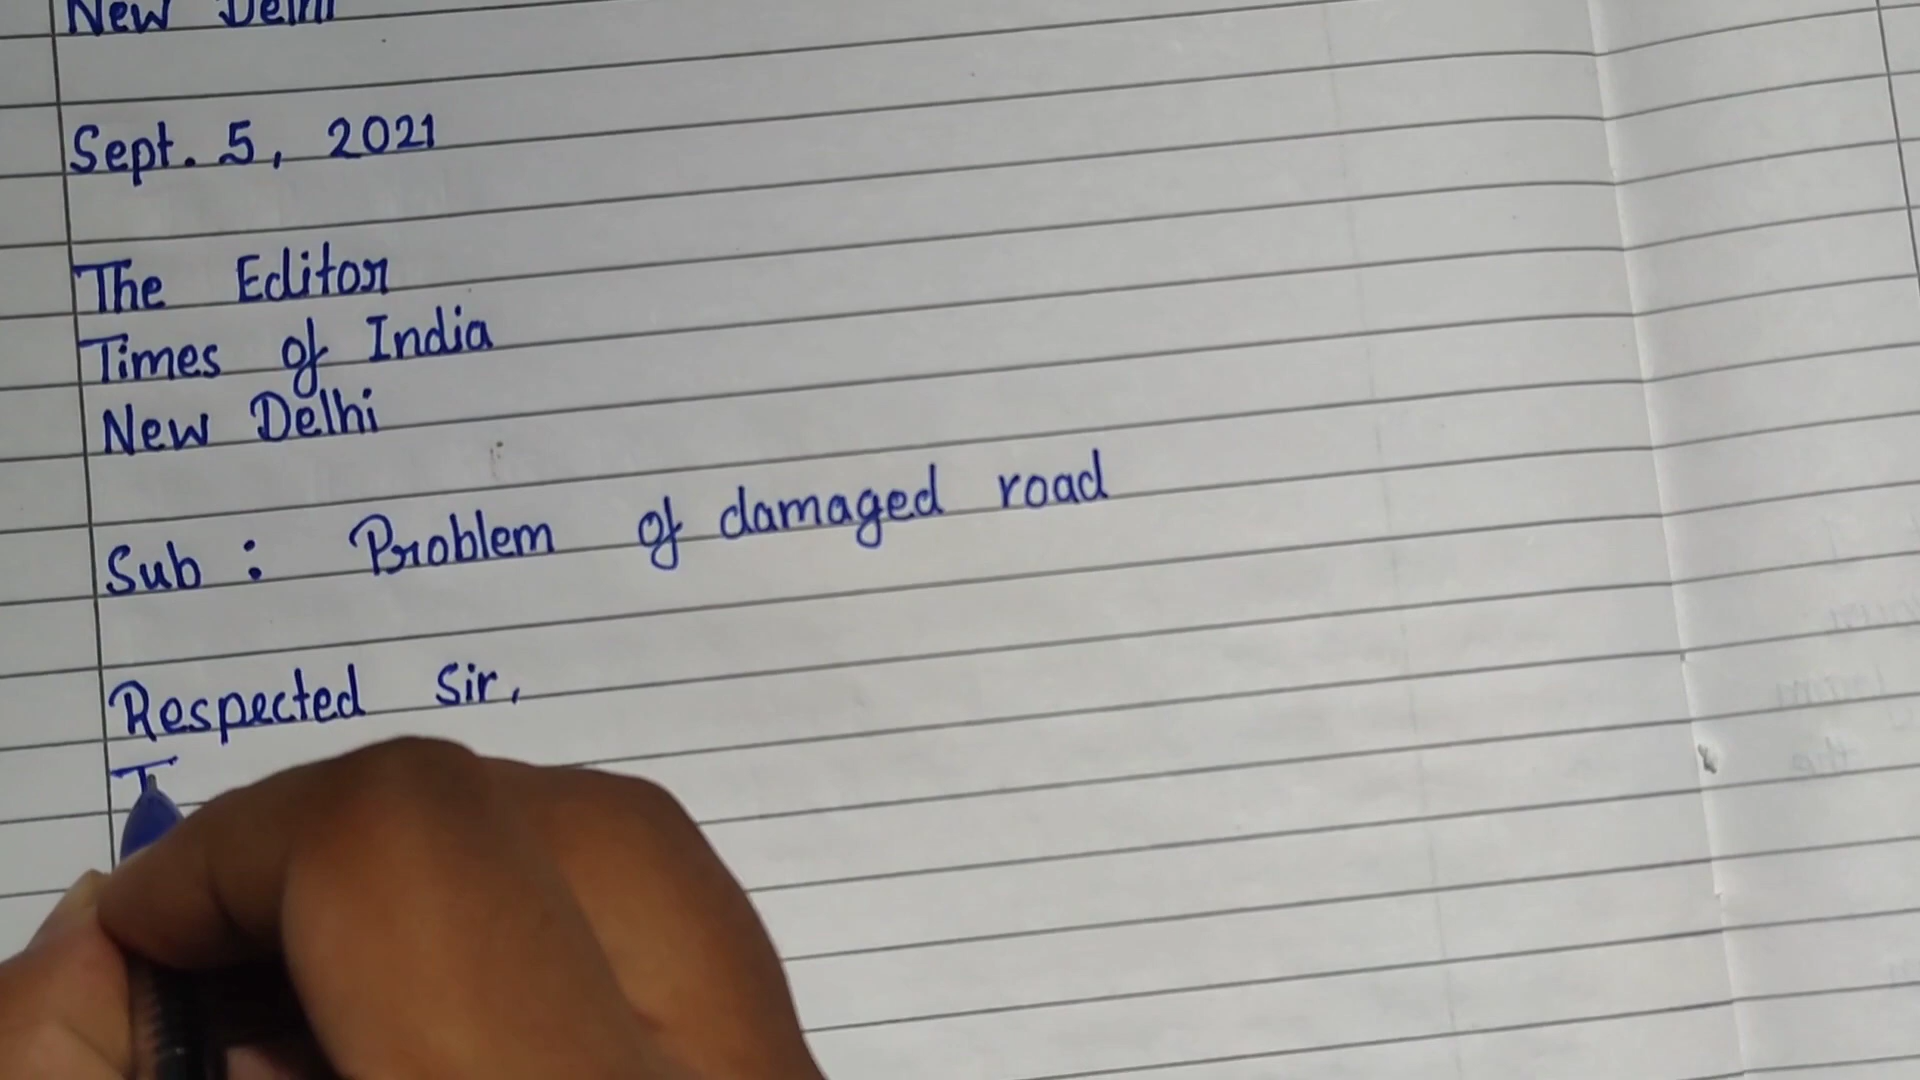 New Delhi
Sept. 5, 2021
The Editor
Times of India
New Delhi
Sub : Problem of damaged road
Respected Sir,
T